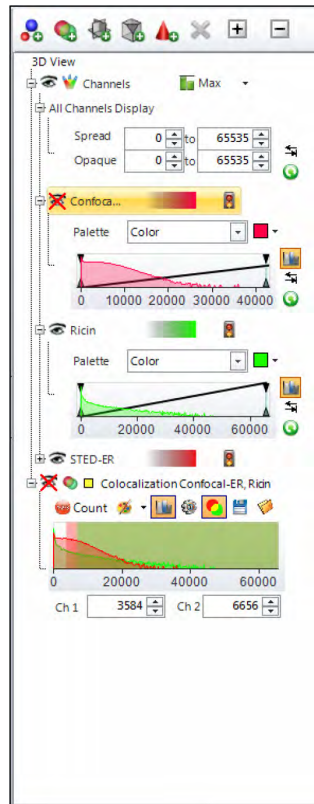 3D View
Channels Max
All Channels Display
Spread 0 to 65535
Opaque 0 to 65535
Confoca...
Palette Color
0 10000 20000 30000 40000
Ricin
Palette Color
0 20000 40000 60000
STED-ER
Colocalization Confocal-ER, Ricin
Count
0 20000 40000 60000
Ch 1 3584 Ch 2 6656